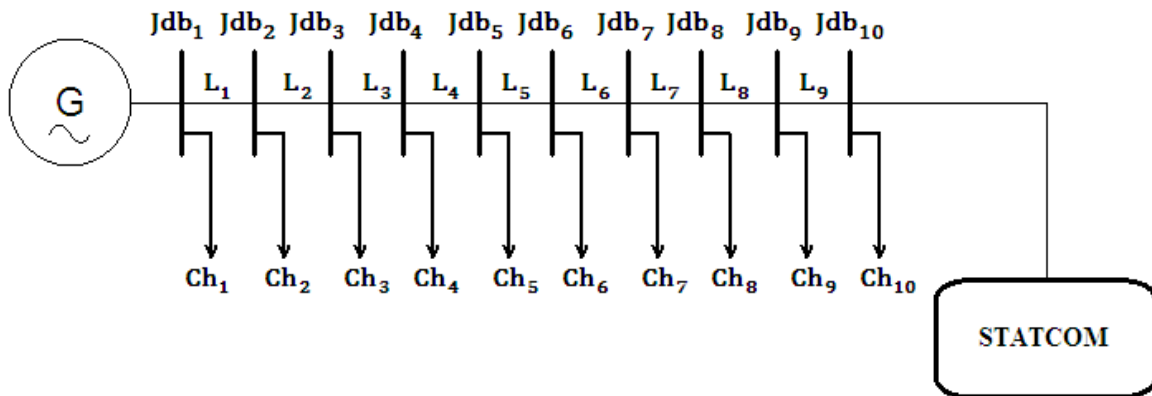 Jdb₁ Jdb₂ Jdb₃ Jdb₄ Jdb₅ Jdb₆ Jdb₇ Jdb₈ Jdb₉ Jdb₁₀
L₁ L₂ L₃ L₄ L₅ L₆ L₇ L₈ L₉
G
Ch₁ Ch₂ Ch₃ Ch₄ Ch₅ Ch₆ Ch₇ Ch₈ Ch₉ Ch₁₀
STATCOM